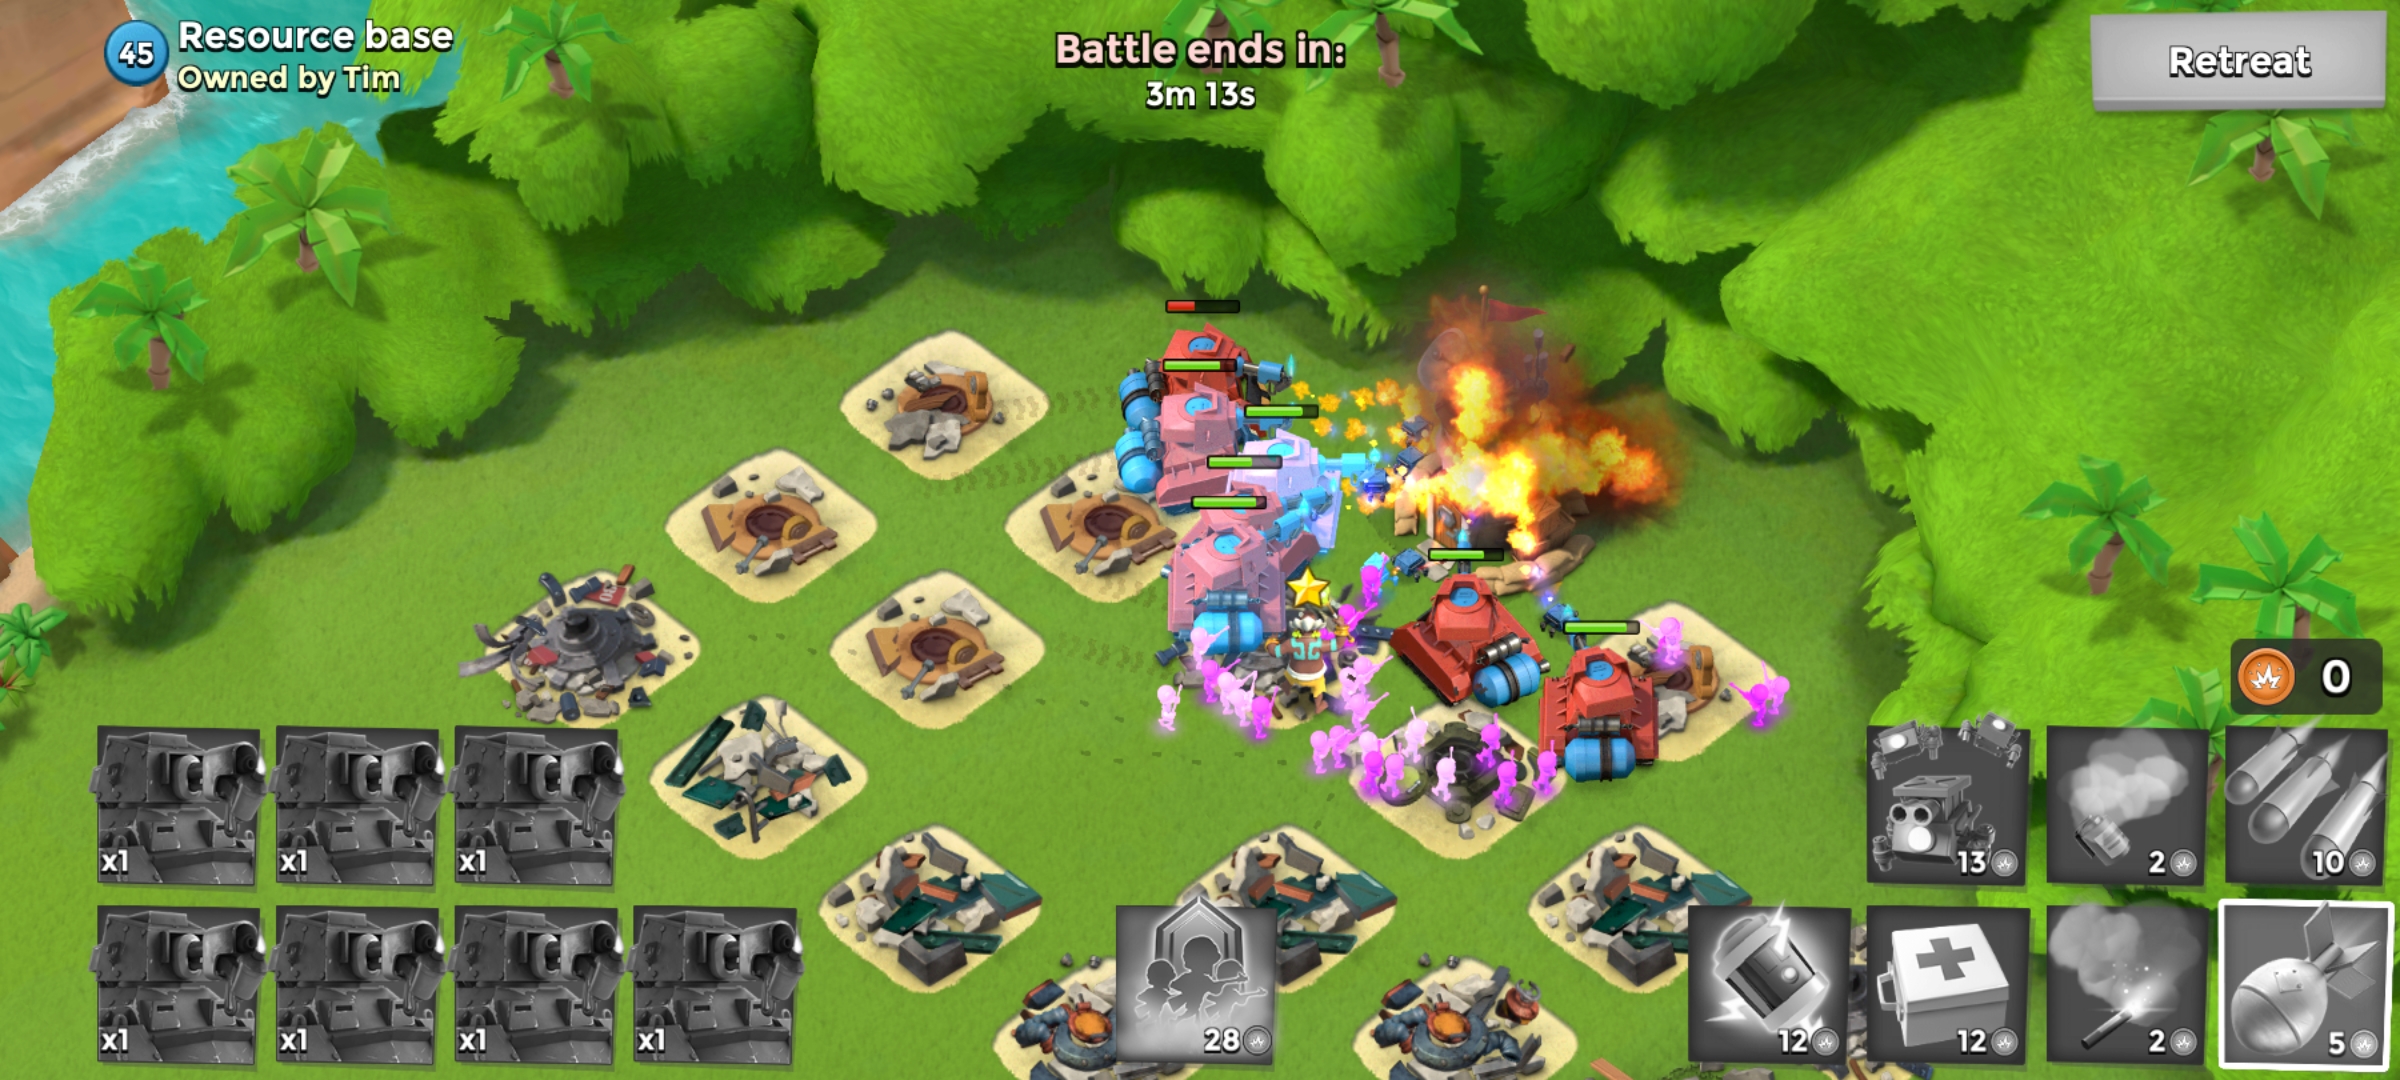 45
Resource base
Owned by Tim
Battle ends in:
3m 13s
Retreat
0
x1
x1
x1
13
2
10
x1
x1
x1
x1
28
12
12
2
5